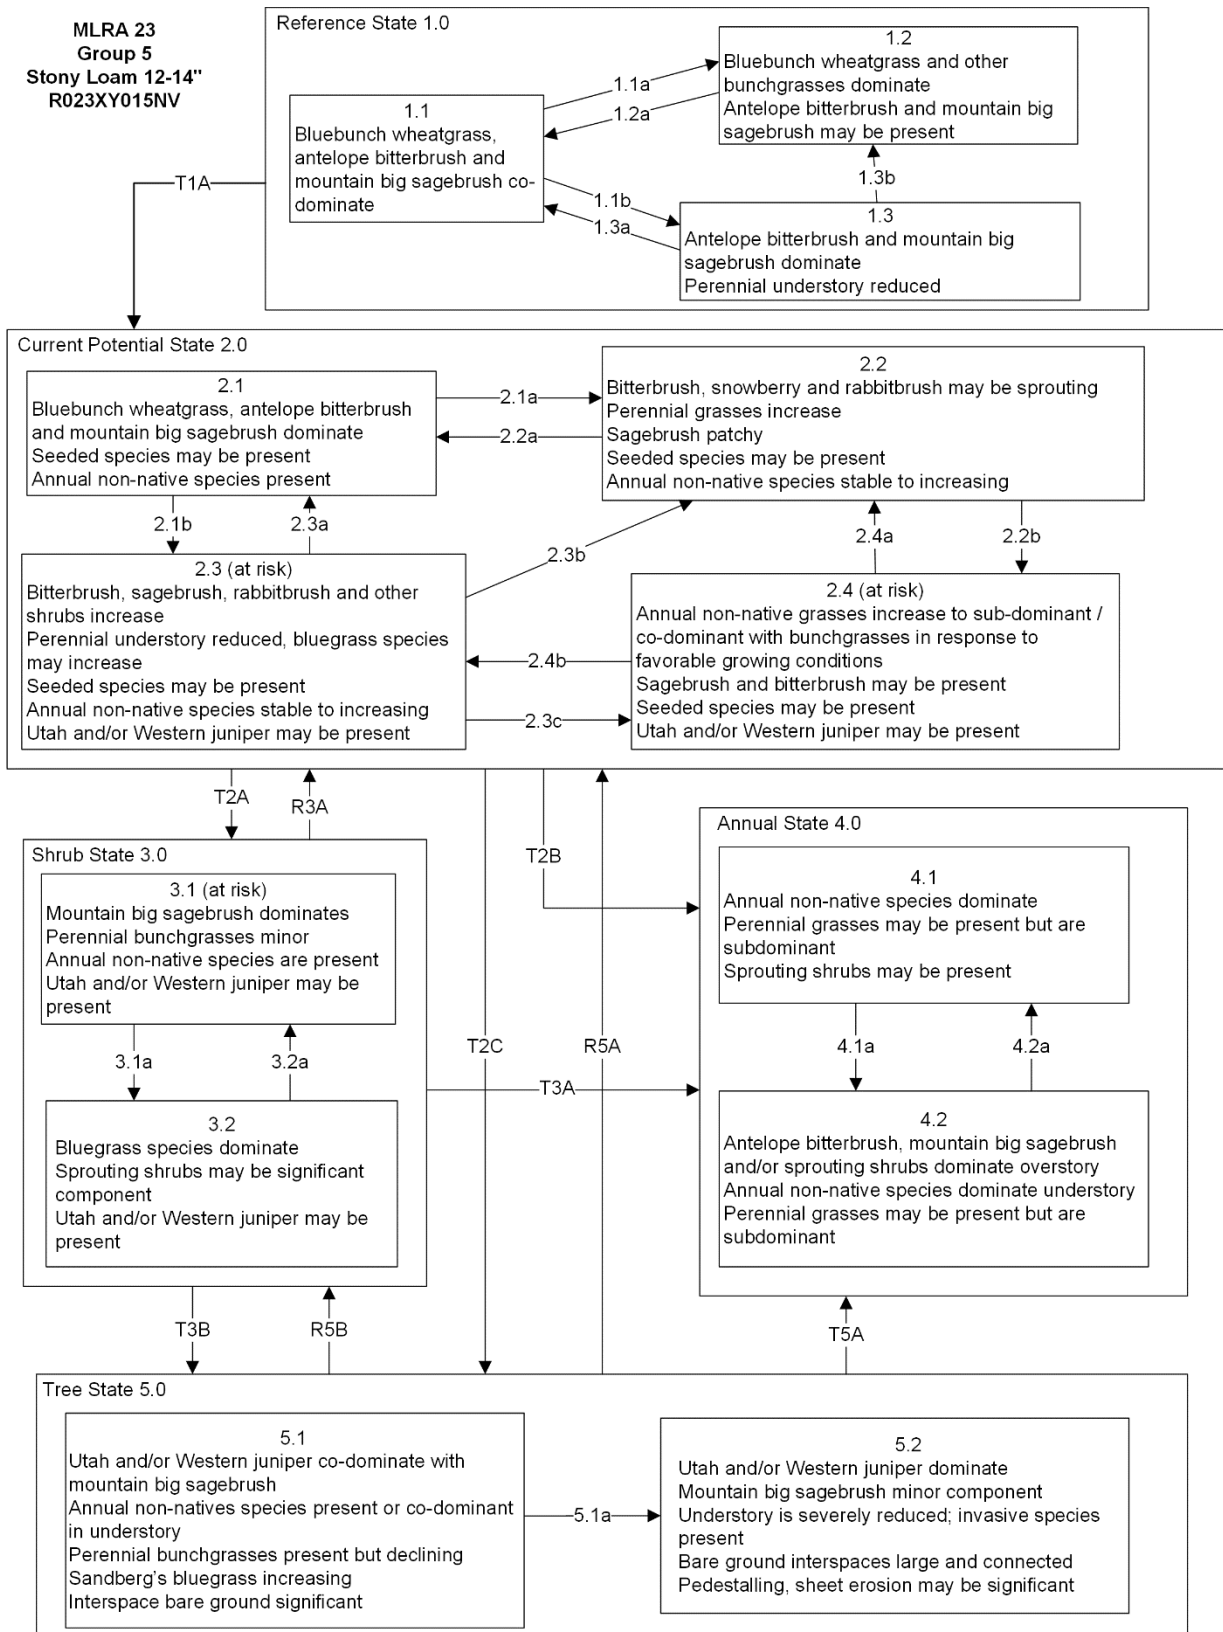 MLRA 23
Group 5
Stony Loam 12-14"
R023XY015NV
Reference State 1.0
1.1
Bluebunch wheatgrass,
antelope bitterbrush and
mountain big sagebrush co-
dominate
1.1a
1.2a
1.2
Bluebunch wheatgrass and other
bunchgrasses dominate
Antelope bitterbrush and mountain big
sagebrush may be present
1.1b
1.3a
1.3b
1.3
Antelope bitterbrush and mountain big
sagebrush dominate
Perennial understory reduced
T1A
Current Potential State 2.0
2.1
Bluebunch wheatgrass, antelope bitterbrush
and mountain big sagebrush dominate
Seeded species may be present
Annual non-native species present
2.1a
2.2a
2.2
Bitterbrush, snowberry and rabbitbrush may be sprouting
Perennial grasses increase
Sagebrush patchy
Seeded species may be present
Annual non-native species stable to increasing
2.1b
2.3a
2.3b
2.4a
2.2b
2.3 (at risk)
Bitterbrush, sagebrush, rabbitbrush and other
shrubs increase
Perennial understory reduced, bluegrass species
may increase
Seeded species may be present
Annual non-native species stable to increasing
Utah and/or Western juniper may be present
2.4b
2.3c
2.4 (at risk)
Annual non-native grasses increase to sub-dominant /
co-dominant with bunchgrasses in response to
favorable growing conditions
Sagebrush and bitterbrush may be present
Seeded species may be present
Utah and/or Western juniper may be present
T2A
R3A
T2B
T2C
R5A
Shrub State 3.0
3.1 (at risk)
Mountain big sagebrush dominates
Perennial bunchgrasses minor
Annual non-native species are present
Utah and/or Western juniper may be
present
3.1a
3.2a
3.2
Bluegrass species dominate
Sprouting shrubs may be significant
component
Utah and/or Western juniper may be
present
T3A
Annual State 4.0
4.1
Annual non-native species dominate
Perennial grasses may be present but are
subdominant
Sprouting shrubs may be present
4.1a
4.2a
4.2
Antelope bitterbrush, mountain big sagebrush
and/or sprouting shrubs dominate overstory
Annual non-native species dominate understory
Perennial grasses may be present but are
subdominant
T3B
R5B
T5A
Tree State 5.0
5.1
Utah and/or Western juniper co-dominate with
mountain big sagebrush
Annual non-natives species present or co-dominant
in understory
Perennial bunchgrasses present but declining
Sandberg's bluegrass increasing
Interspace bare ground significant
5.1a
5.2
Utah and/or Western juniper dominate
Mountain big sagebrush minor component
Understory is severely reduced; invasive species
present
Bare ground interspaces large and connected
Pedestalling, sheet erosion may be significant